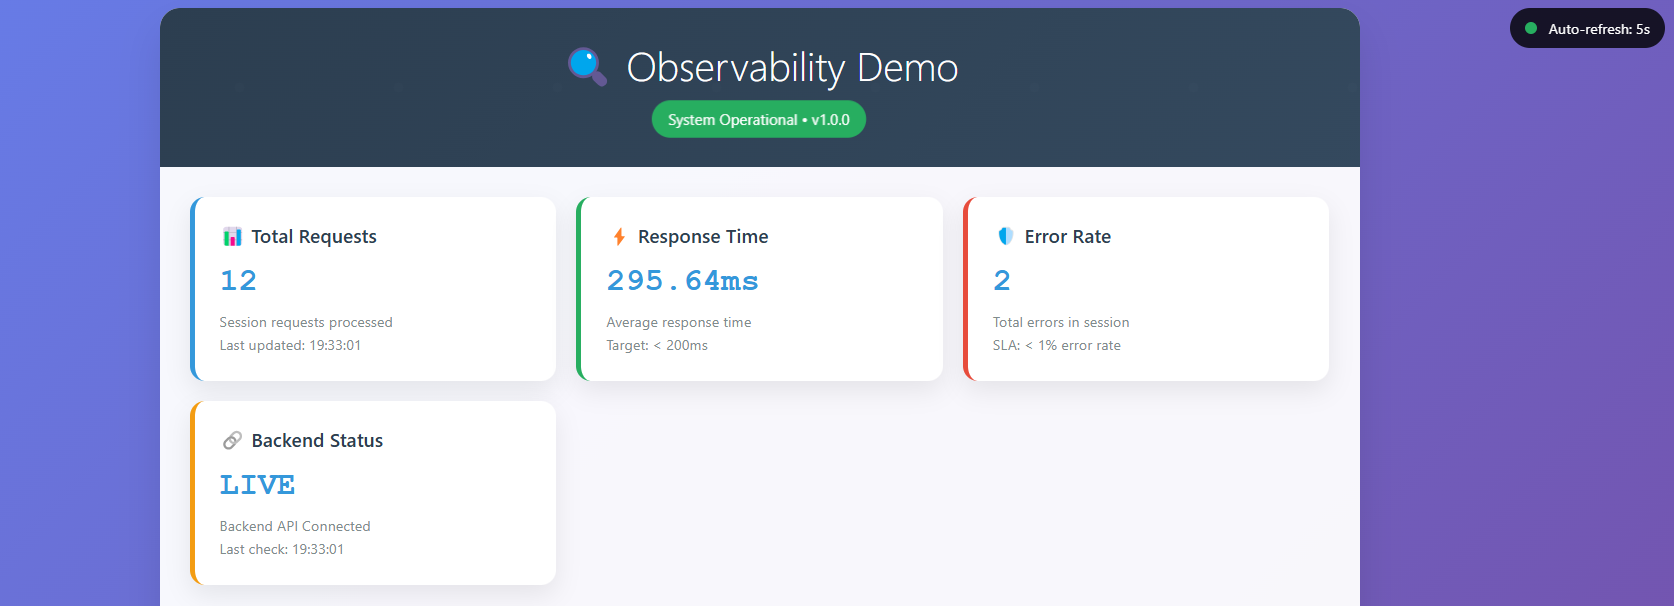 Observability Demo
System Operational • v1.0.0
Auto-refresh: 5s
Total Requests
12
Session requests processed
Last updated: 19:33:01
Response Time
295.64ms
Average response time
Target: < 200ms
Error Rate
2
Total errors in session
SLA: < 1% error rate
Backend Status
LIVE
Backend API Connected
Last check: 19:33:01